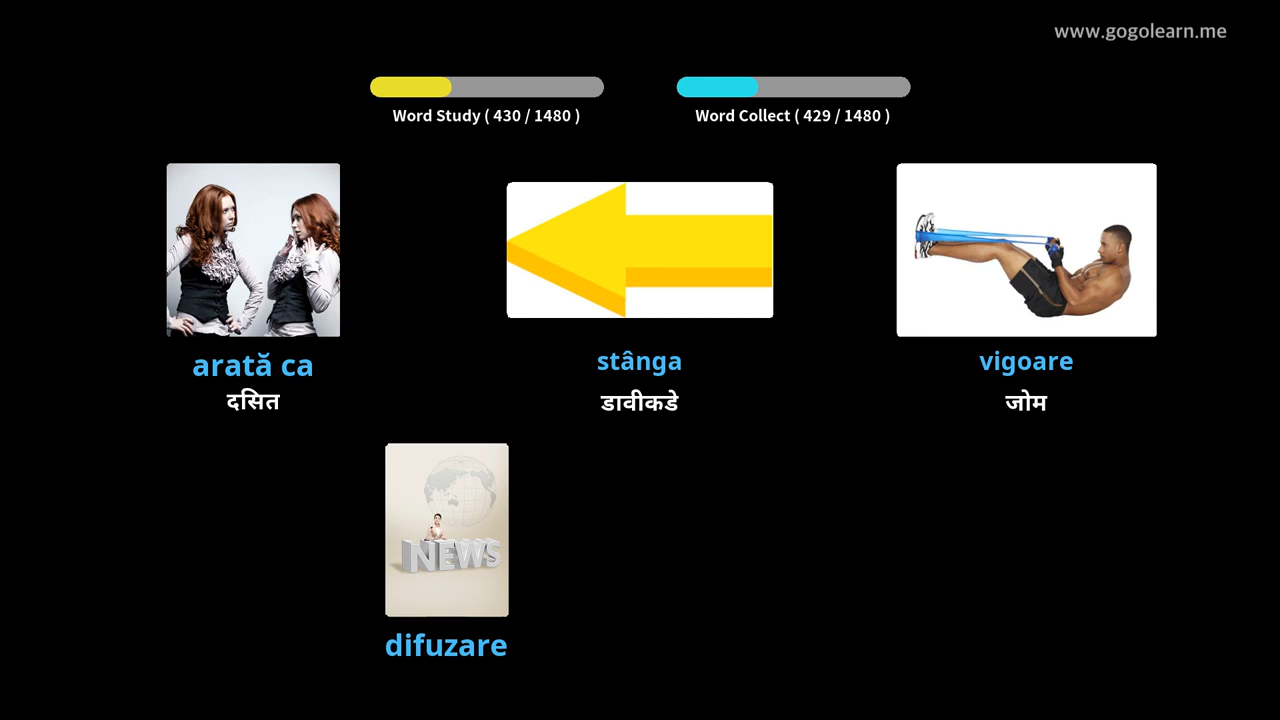 www.gogolearn.me
Word Study ( 430 / 1480 )
Word Collect ( 429 / 1480 )
arată ca
stânga
vigoare
दसित
डावीकडे
जोम
NEWS
difuzare